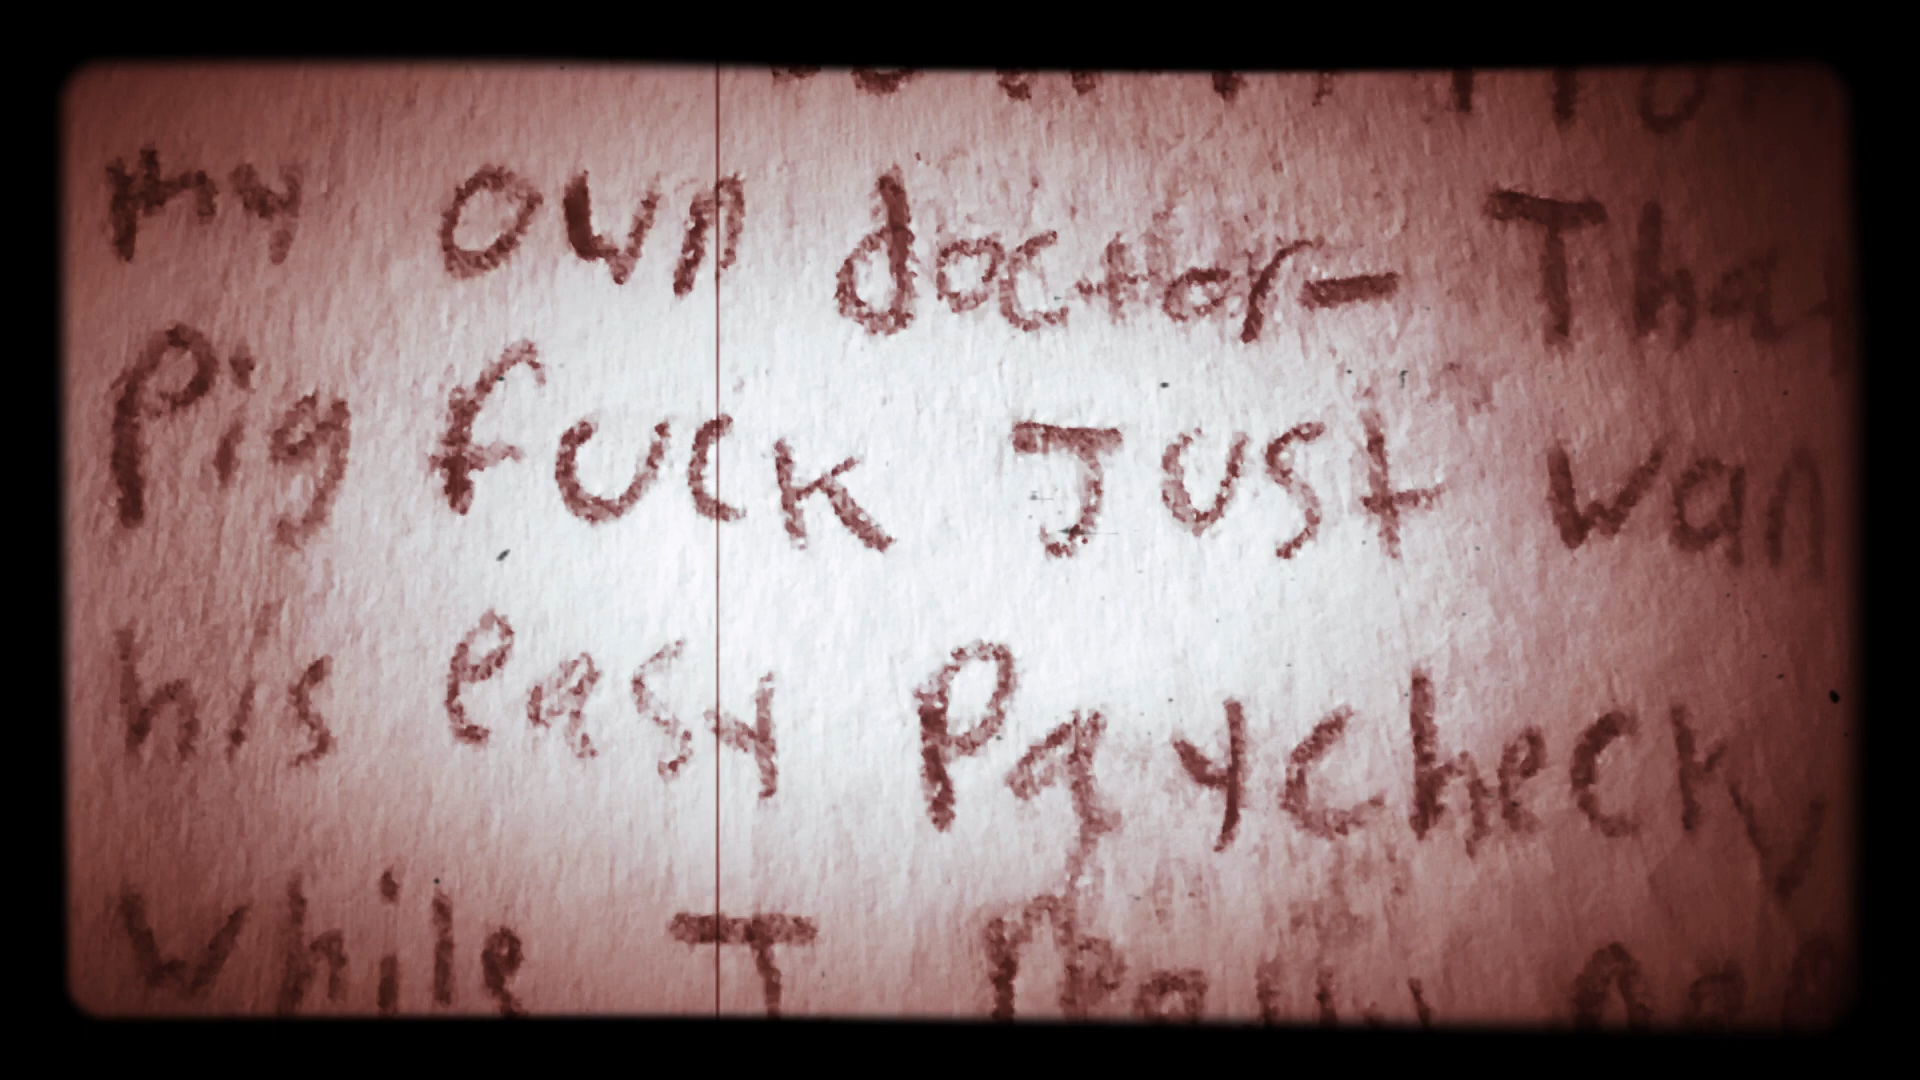 my own doctor- Tha
Pig fuck Just wan
his easy Paycheck
while I